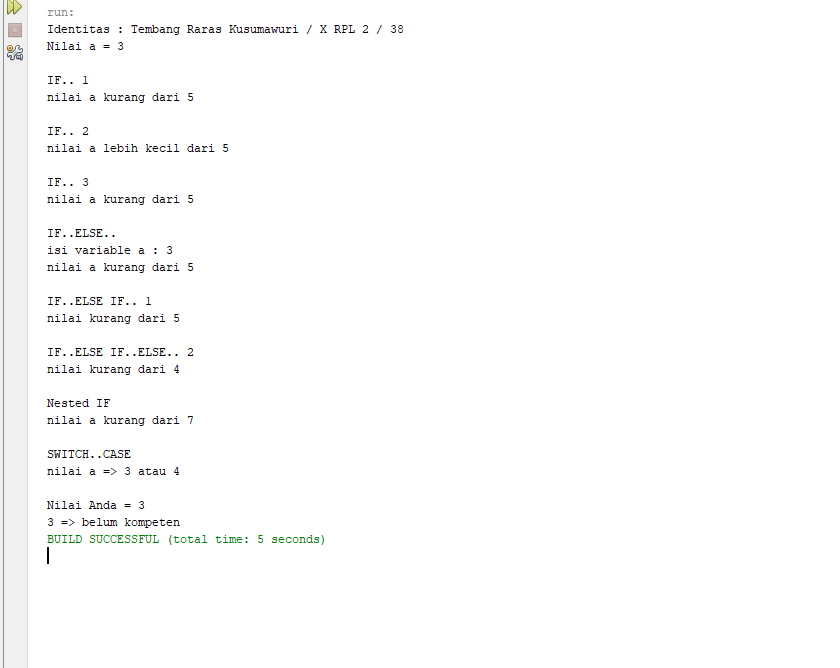 run:
Identitas : Tembang Raras Kusumawuri / X RPL 2 / 38
Nilai a = 3
IF.. 1
nilai a kurang dari 5
IF.. 2
nilai a lebih kecil dari 5
IF.. 3
nilai a kurang dari 5
IF..ELSE..
isi variable a : 3
nilai a kurang dari 5
IF..ELSE IF.. 1
nilai kurang dari 5
IF..ELSE IF..ELSE.. 2
nilai kurang dari 4
Nested IF
nilai a kurang dari 7
SWITCH..CASE
nilai a => 3 atau 4
Nilai Anda = 3
3 => belum kompeten
BUILD SUCCESSFUL (total time: 5 seconds)